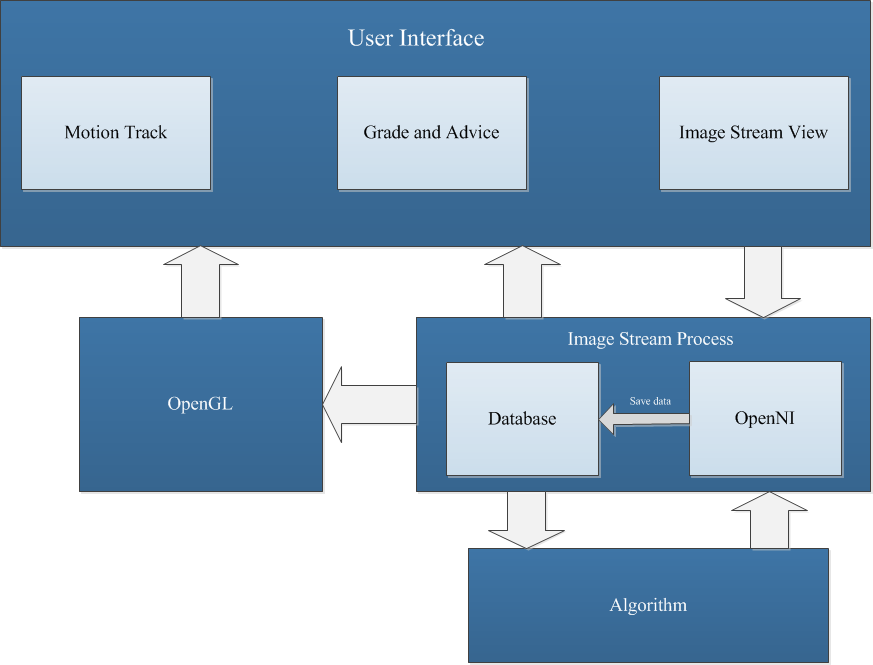 User Interface
Motion Track
Grade and Advice
Image Stream View
Image Stream Process
OpenGL
Database
Save data
OpenNI
Algorithm